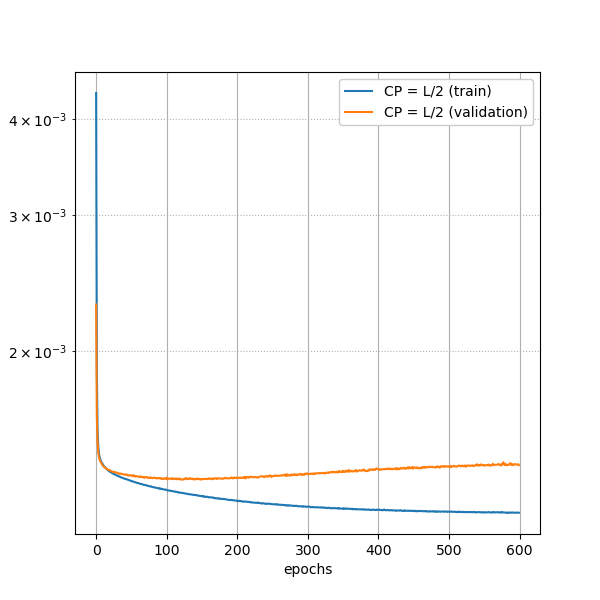 CP = L/2 (train)
CP = L/2 (validation)
4 × 10⁻³
3 × 10⁻³
2 × 10⁻³
0 100 200 300 400 500 600
epochs